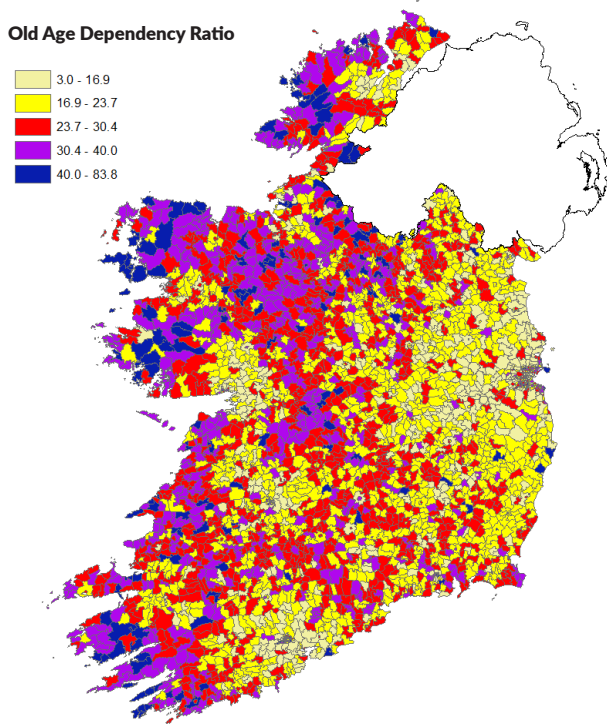 Old Age Dependency Ratio
3.0 - 16.9
16.9 - 23.7
23.7 - 30.4
30.4 - 40.0
40.0 - 83.8